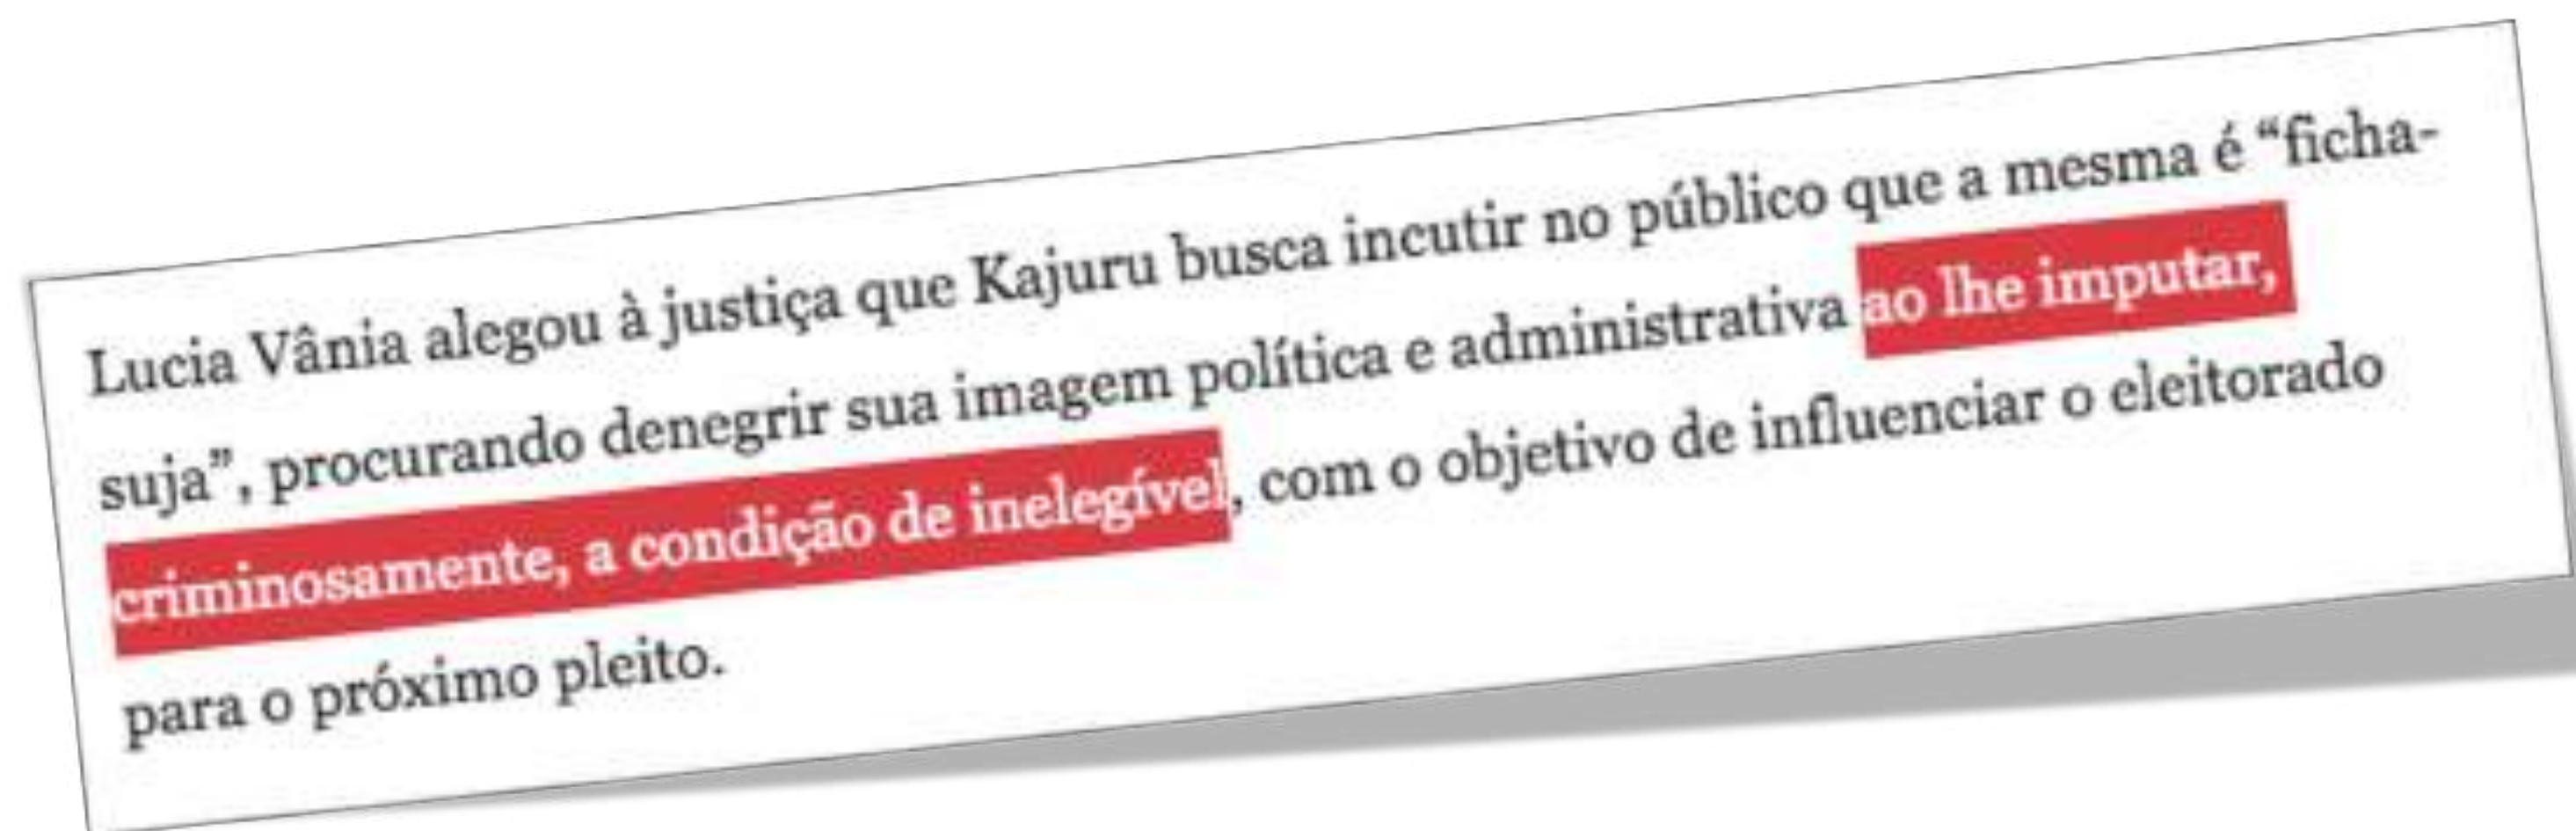 Lucia Vânia alegou à justiça que Kajuru busca incutir no público que a mesma é “ficha-
suja”, procurando denegrir sua imagem política e administrativa ao lhe imputar,
criminosamente, a condição de inelegível, com o objetivo de influenciar o eleitorado
para o próximo pleito.